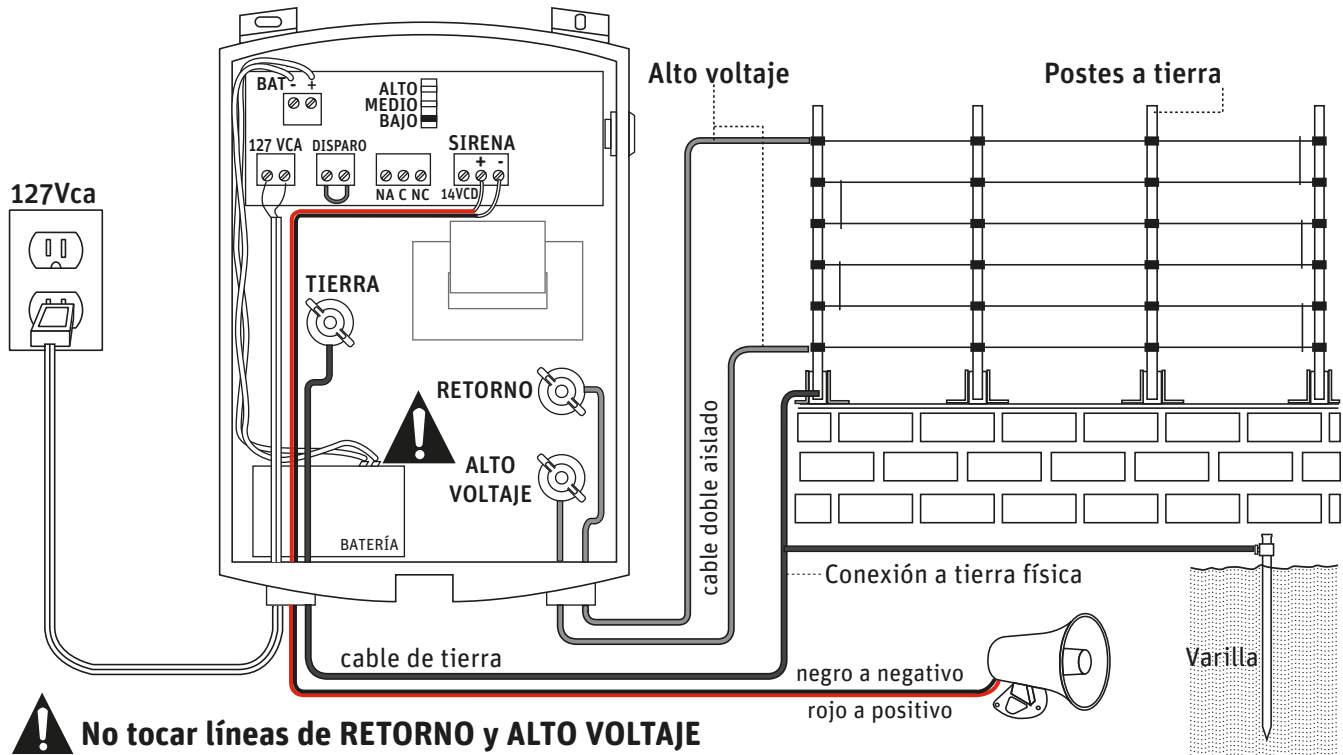 BAT - +
ALTO
MEDIO
BAJO
127 VCA
DISPARO
SIRENA
+ -
NA C NC
14VCD
127Vca
TIERRA
RETORNO
ALTO
VOLTAJE
BATERÍA
Alto voltaje
Postes a tierra
cable doble aislado
Conexión a tierra física
Varilla
cable de tierra
negro a negativo
rojo a positivo
! No tocar líneas de RETORNO y ALTO VOLTAJE
!